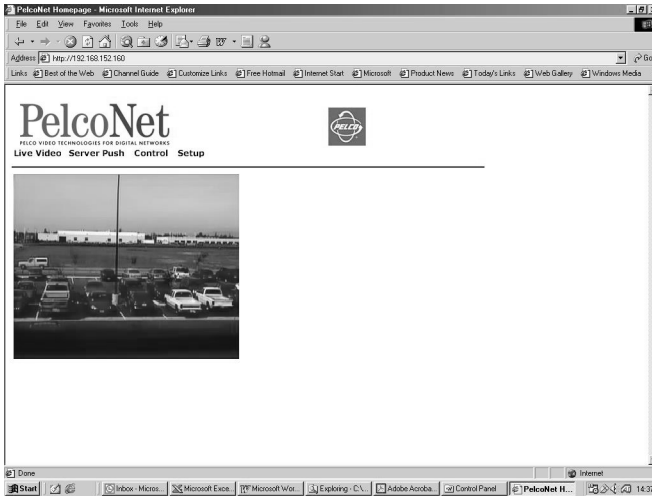 PelcoNet Homepage - Microsoft Internet Explorer
File Edit View Favorites Tools Help
Address http://192.168.152.160 Go
Links Best of the Web Channel Guide Customize Links Free Hotmail Internet Start Microsoft Product News Today's Links Web Gallery Windows Media
PelcoNet
PELCO VIDEO TECHNOLOGIES FOR DIGITAL NETWORKS
PELCO
Live Video Server Push Control Setup
Done Internet
Start Inbox - Micros... Microsoft Exce... Microsoft Wor... Exploring - C:\... Adobe Acroba... Control Panel PelcoNet H... 14:37